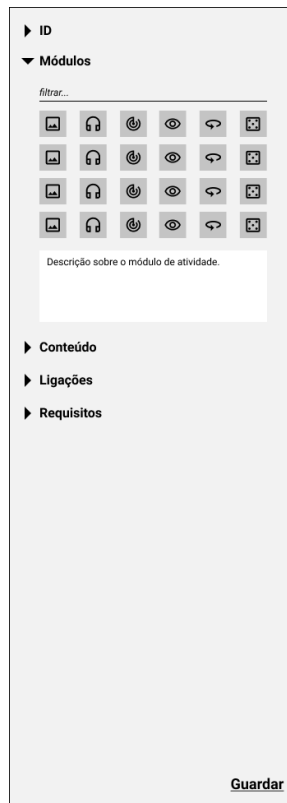 ID
Módulos
filtrar...
Descrição sobre o módulo de atividade.
Conteúdo
Ligações
Requisitos
Guardar